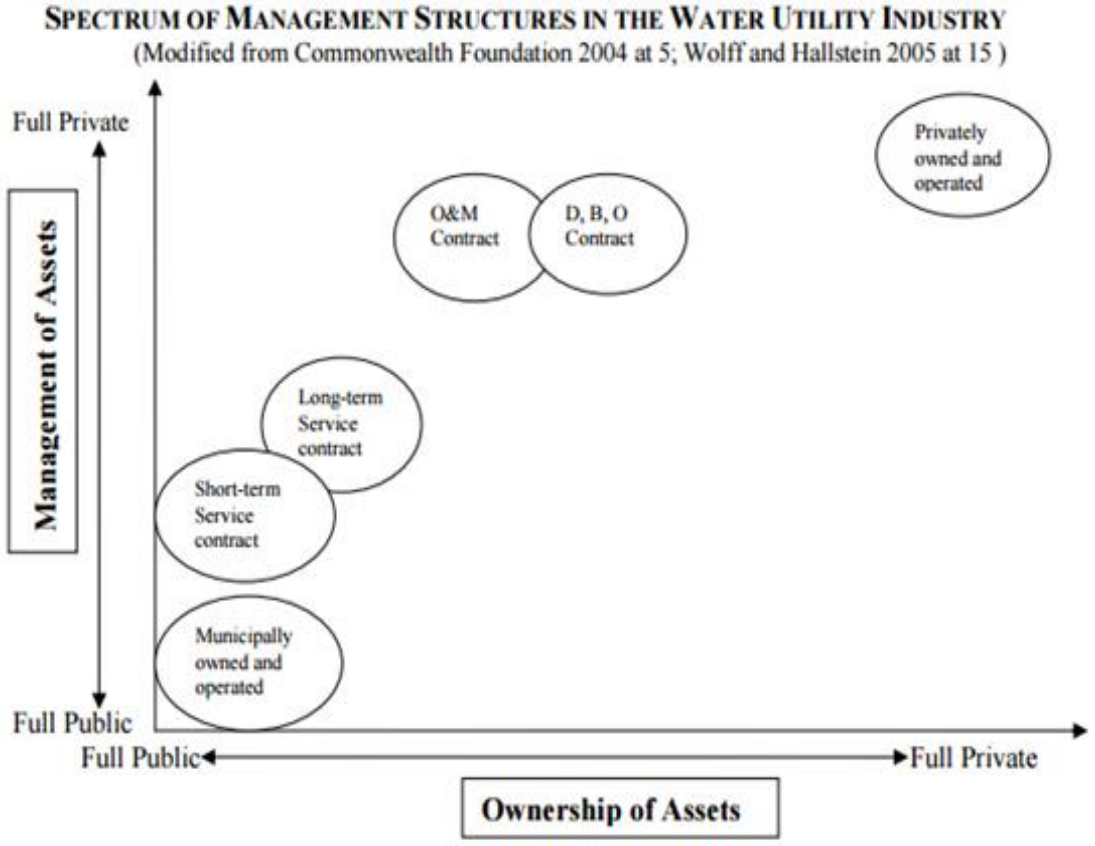 SPECTRUM OF MANAGEMENT STRUCTURES IN THE WATER UTILITY INDUSTRY
(Modified from Commonwealth Foundation 2004 at 5; Wolff and Hallstein 2005 at 15 )
Full Private
Privately
owned and
operated
O&M
Contract
D, B, O
Contract
Management of Assets
Long-term
Service
contract
Short-term
Service
contract
Municipally
owned and
operated
Full Public
Full Public
Full Private
Ownership of Assets